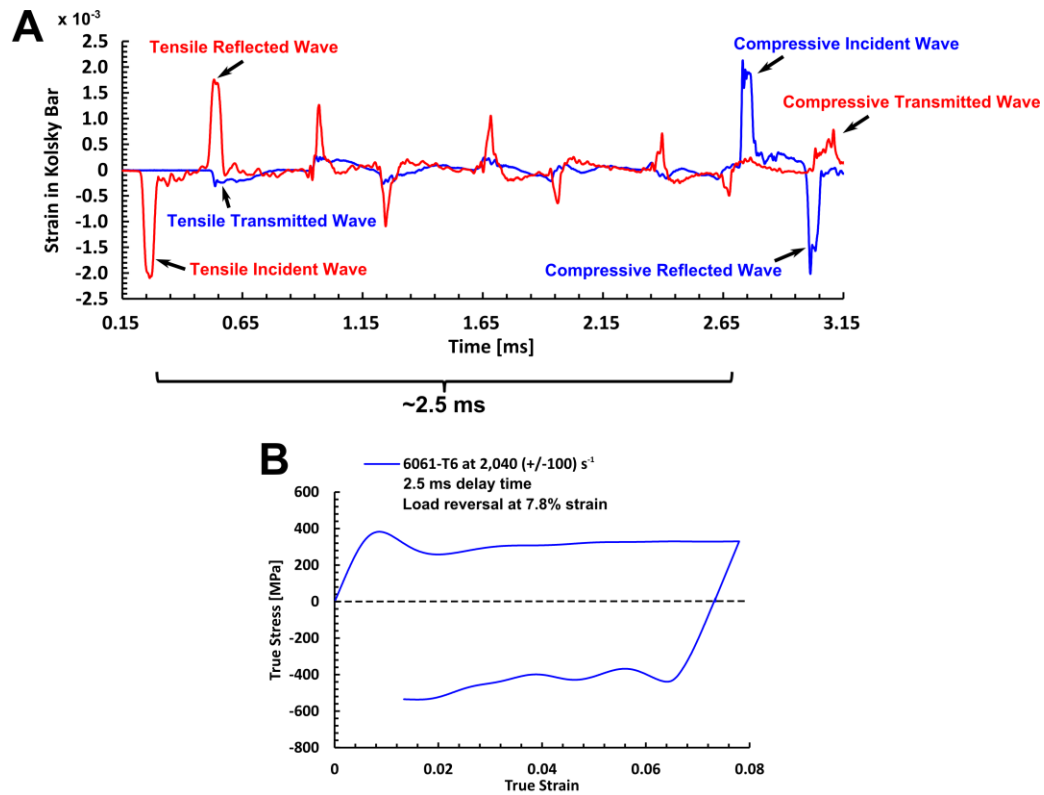 A
x 10⁻³
Strain in Kolsky Bar
2.5
2.0
1.5
1.0
0.5
0
-0.5
-1.0
-1.5
-2.0
-2.5
Tensile Reflected Wave
Compressive Incident Wave
Compressive Transmitted Wave
Tensile Transmitted Wave
Tensile Incident Wave
Compressive Reflected Wave
0.15 0.65 1.15 1.65 2.15 2.65 3.15
Time [ms]
~2.5 ms
B
6061-T6 at 2,040 (+/-100) s⁻¹
2.5 ms delay time
Load reversal at 7.8% strain
True Stress [MPa]
600
400
200
0
-200
-400
-600
-800
0 0.02 0.04 0.06 0.08
True Strain